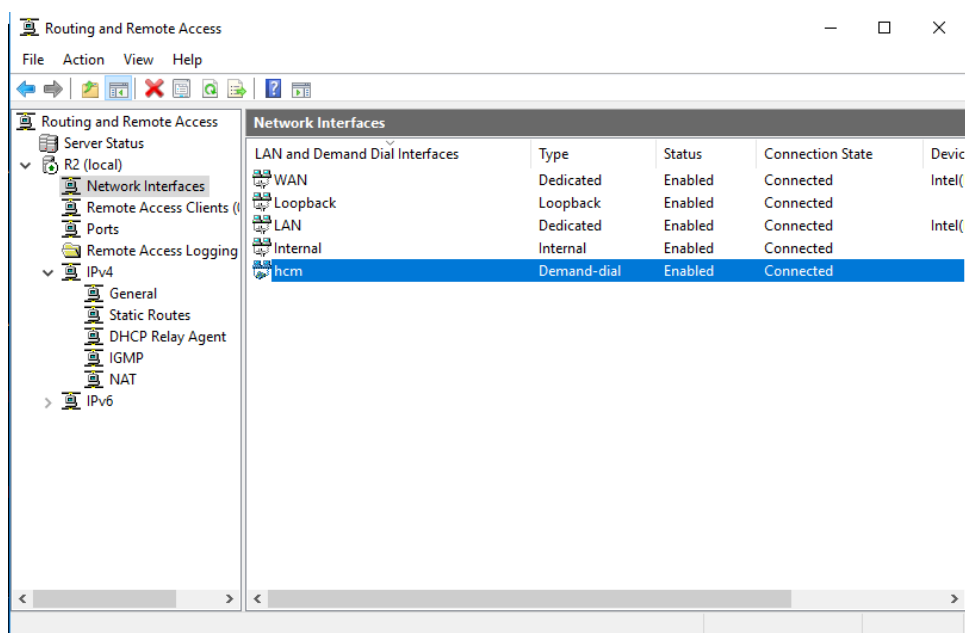 Routing and Remote Access
File Action View Help
Routing and Remote Access
Server Status
R2 (local)
Network Interfaces
Remote Access Clients (
Ports
Remote Access Logging
IPv4
General
Static Routes
DHCP Relay Agent
IGMP
NAT
IPv6
Network Interfaces
LAN and Demand Dial Interfaces Type Status Connection State Devic
WAN Dedicated Enabled Connected Intel(
Loopback Loopback Enabled Connected
LAN Dedicated Enabled Connected Intel(
Internal Internal Enabled Connected
hcm Demand-dial Enabled Connected